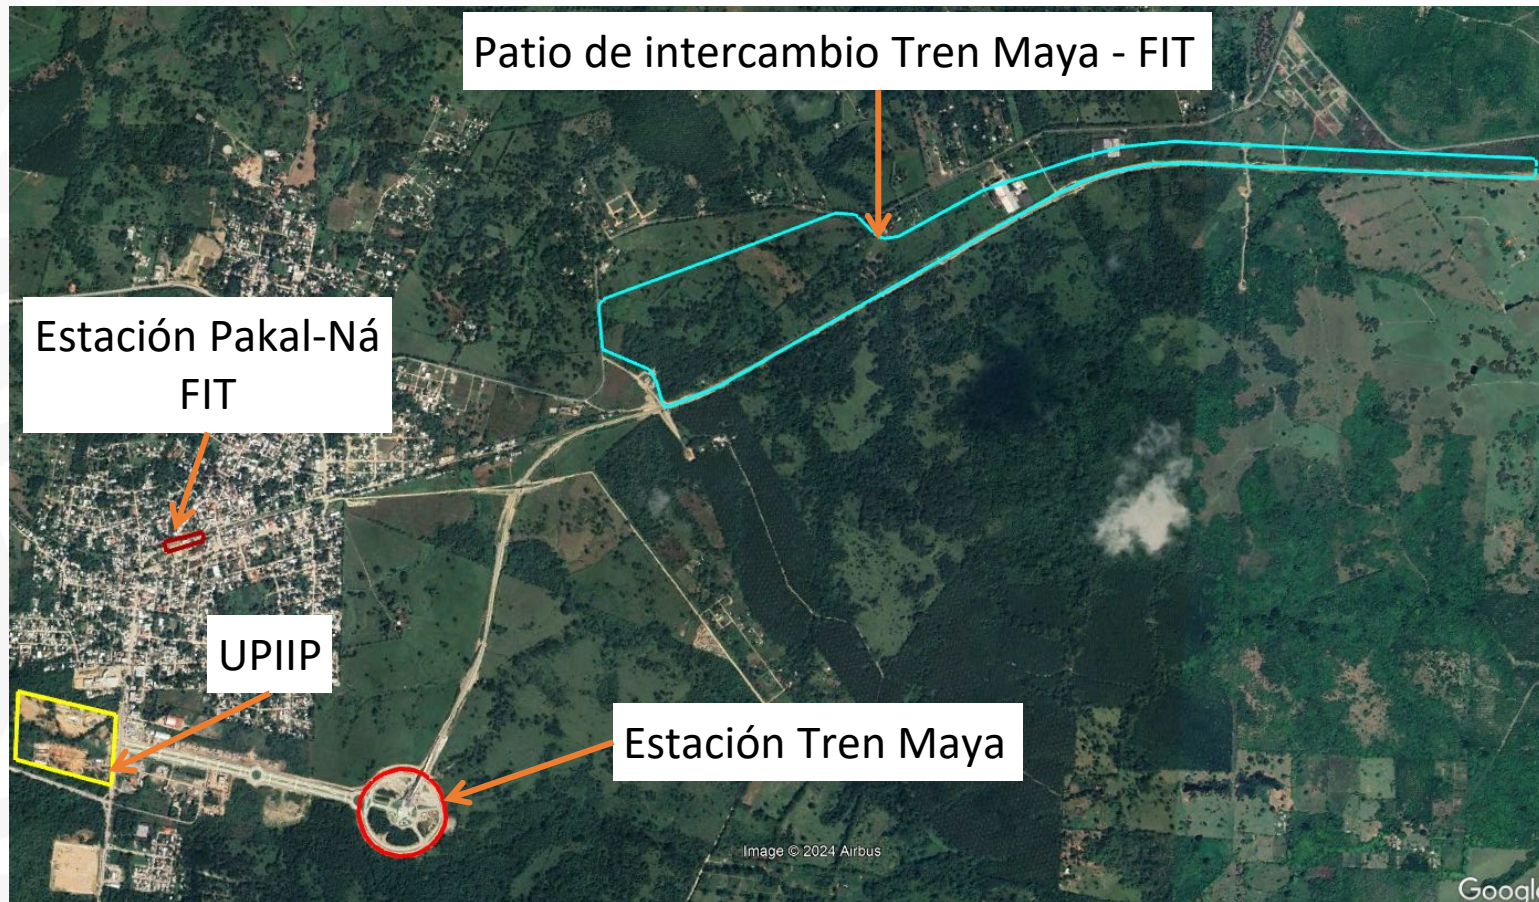 Patio de intercambio Tren Maya - FIT
Estación Pakal-Ná
FIT
UPIIP
Estación Tren Maya
Image © 2024 Airbus
Google